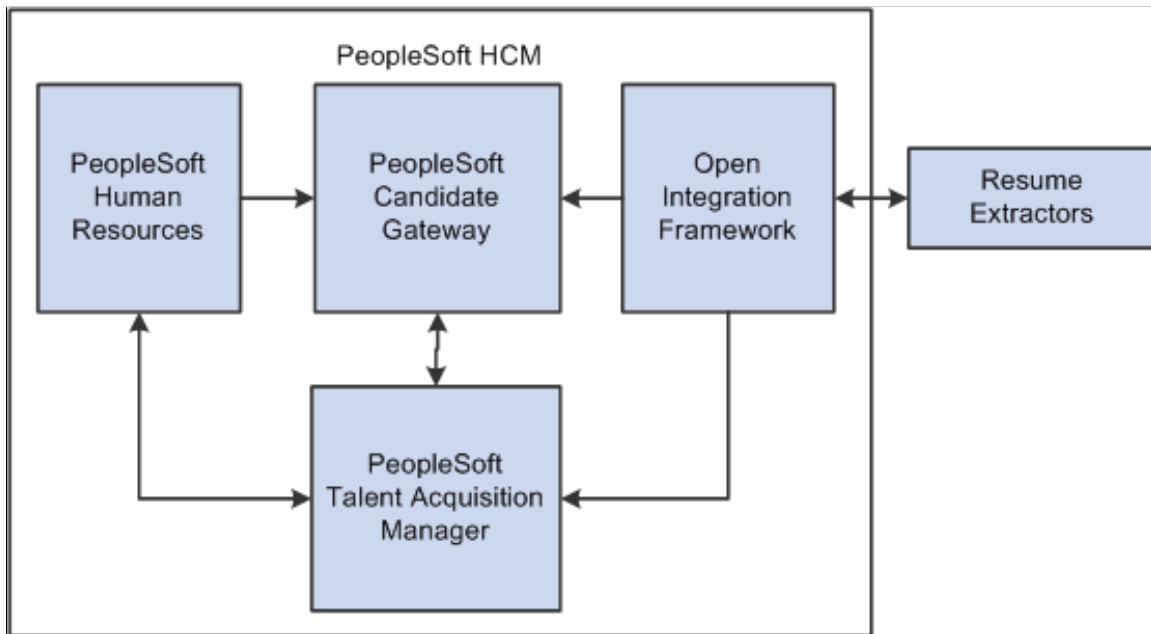 PeopleSoft HCM
PeopleSoft
Human
Resources
PeopleSoft
Candidate
Gateway
Open
Integration
Framework
Resume
Extractors
PeopleSoft
Talent Acquisition
Manager